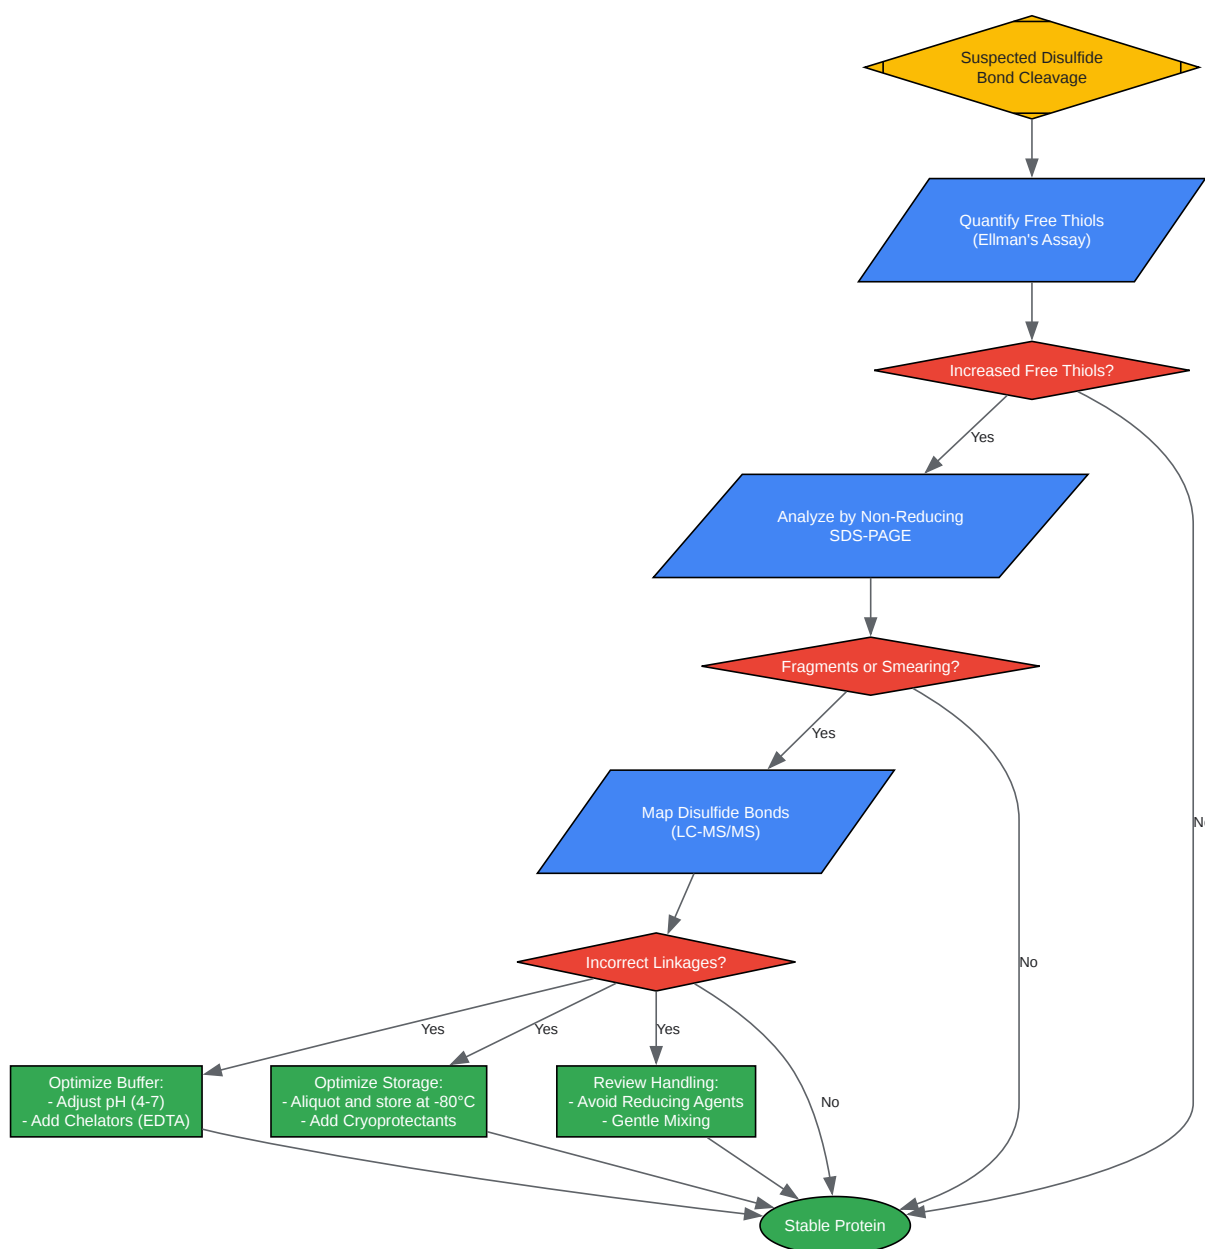 Suspected Disulfide
Bond Cleavage
Quantify Free Thiols
(Ellman's Assay)
Increased Free Thiols?
Yes
Analyze by Non-Reducing
SDS-PAGE
Fragments or Smearing?
Yes
Map Disulfide Bonds
(LC-MS/MS)
No
Incorrect Linkages?
No
Yes
Yes
Yes
Optimize Buffer:
- Adjust pH (4-7)
- Add Chelators (EDTA)
Optimize Storage:
- Aliquot and store at -80°C
- Add Cryoprotectants
Review Handling:
- Avoid Reducing Agents
- Gentle Mixing
No
Stable Protein